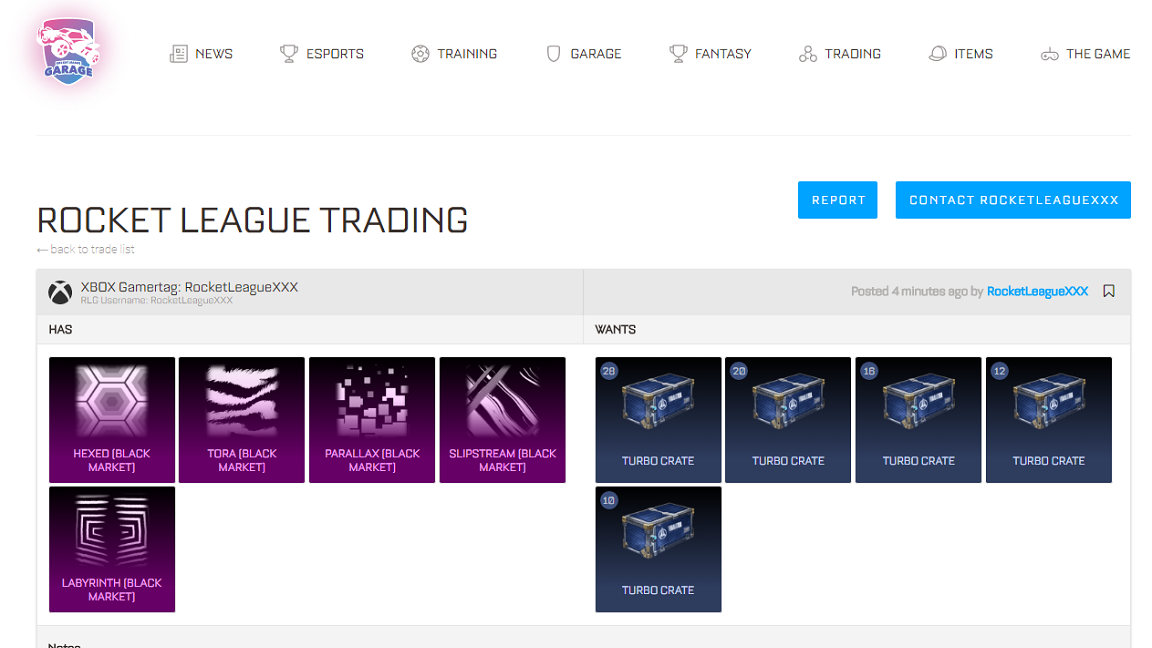 GARAGE
NEWS
ESPORTS
TRAINING
GARAGE
FANTASY
TRADING
ITEMS
THE GAME
REPORT
CONTACT ROCKETLEAGUEXXX
ROCKET LEAGUE TRADING
←back to trade list
XBOX Gamertag: RocketLeagueXXX
RLG Username: RocketLeagueXXX
Posted 4 minutes ago by RocketLeagueXXX
HAS
WANTS
HEXED (BLACK
MARKET)
TORA (BLACK
MARKET)
PARALLAX (BLACK
MARKET)
SLIPSTREAM (BLACK
MARKET)
28
TURBO CRATE
20
TURBO CRATE
16
TURBO CRATE
12
TURBO CRATE
LABYRINTH (BLACK
MARKET)
10
TURBO CRATE
Notes